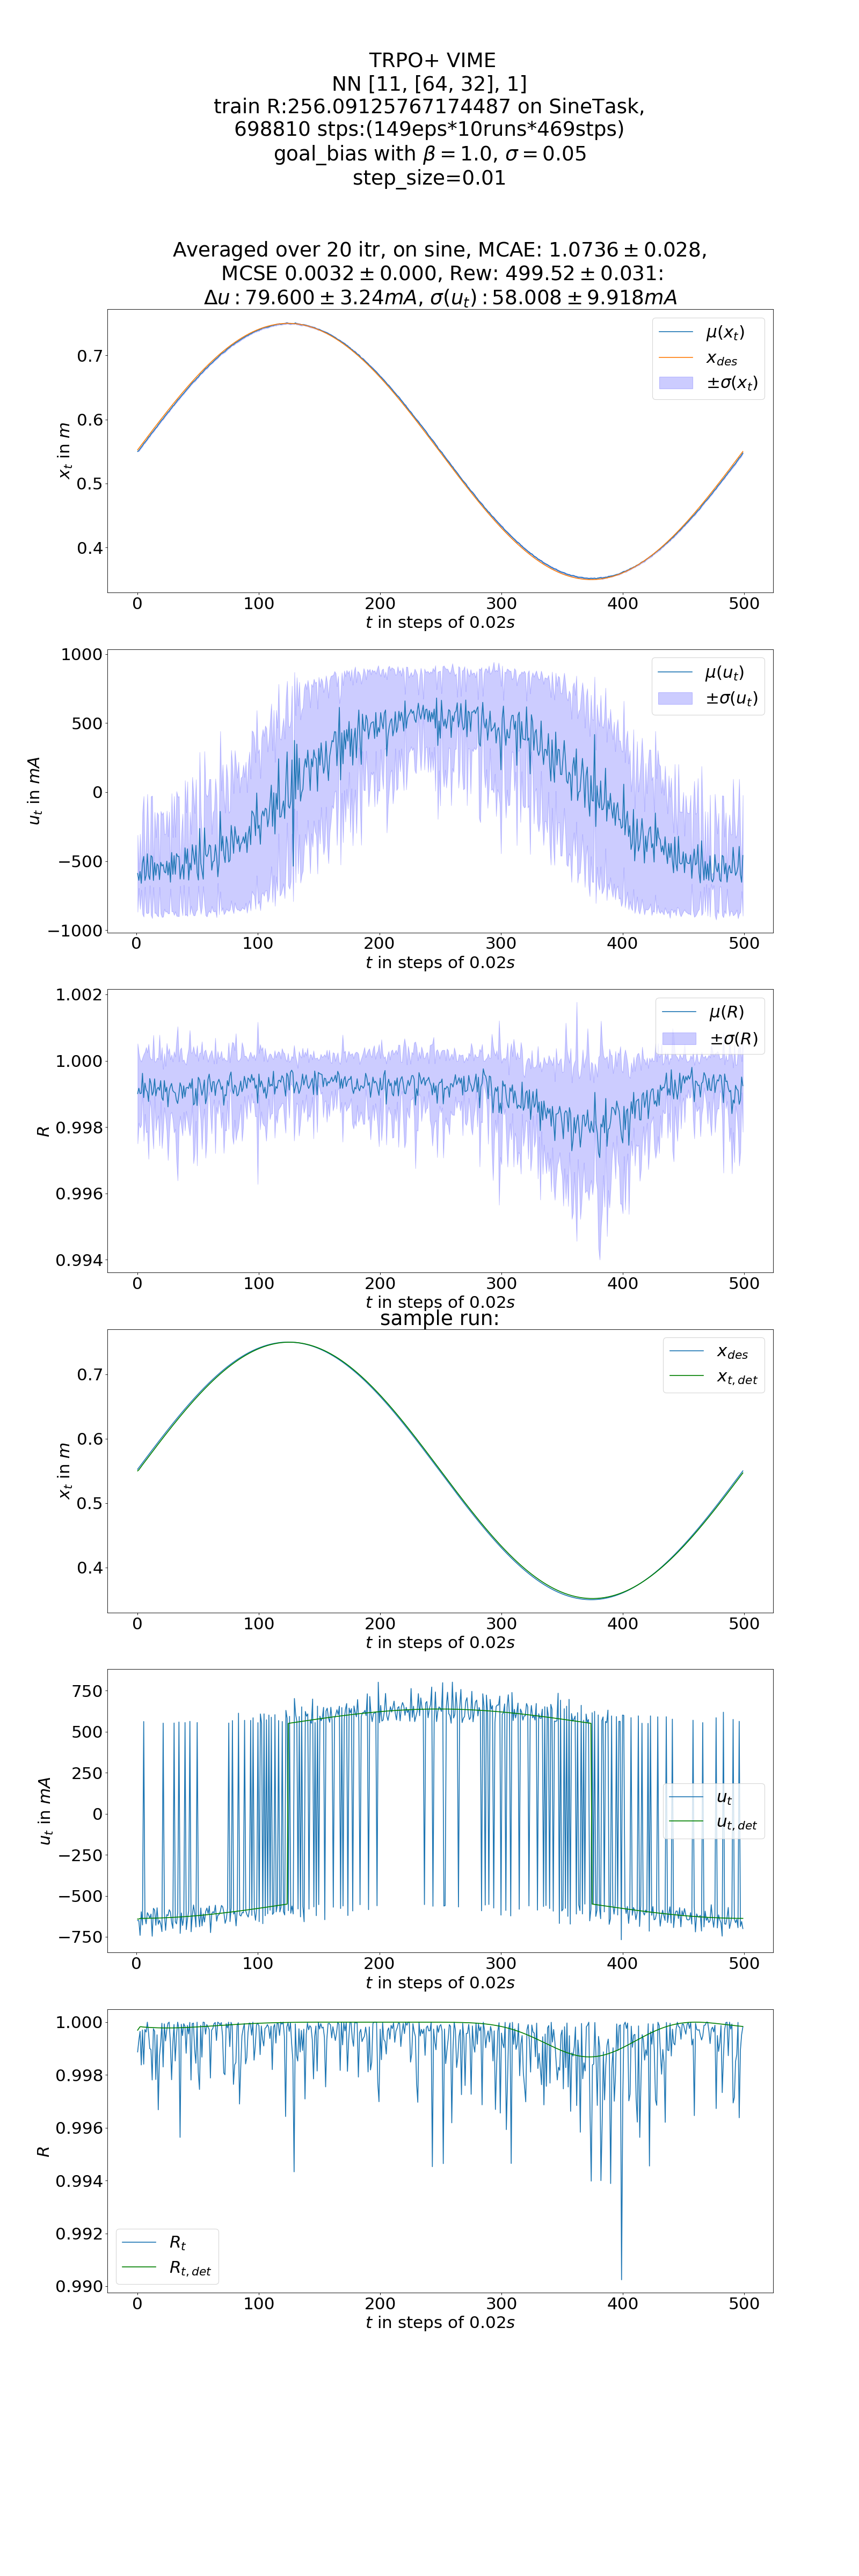 TRPO+ VIME
NN [11, [64, 32], 1]
train R:256.09125767174487 on SineTask,
698810 stps:(149eps*10runs*469stps)
goal_bias with β = 1.0, σ = 0.05
step_size=0.01
Averaged over 20 itr, on sine, MCAE: 1.0736 ± 0.028,
MCSE 0.0032 ± 0.000, Rew: 499.52 ± 0.031:
Δu : 79.600 ± 3.24mA, σ(u_t) : 58.008 ± 9.918mA
0.7
0.6
0.5
0.4
x_t in m
μ(x_t)
x_des
±σ(x_t)
0 100 200 300 400 500
t in steps of 0.02s
1000
500
0
−500
−1000
u_t in mA
μ(u_t)
±σ(u_t)
0 100 200 300 400 500
t in steps of 0.02s
1.002
1.000
0.998
0.996
0.994
R
μ(R)
±σ(R)
0 100 200 300 400 500
t in steps of 0.02s
sample run:
0.7
0.6
0.5
0.4
x_t in m
x_des
x_t,det
0 100 200 300 400 500
t in steps of 0.02s
750
500
250
0
−250
−500
−750
u_t in mA
u_t
u_t,det
0 100 200 300 400 500
t in steps of 0.02s
1.000
0.998
0.996
0.994
0.992
0.990
R
R_t
R_t,det
0 100 200 300 400 500
t in steps of 0.02s